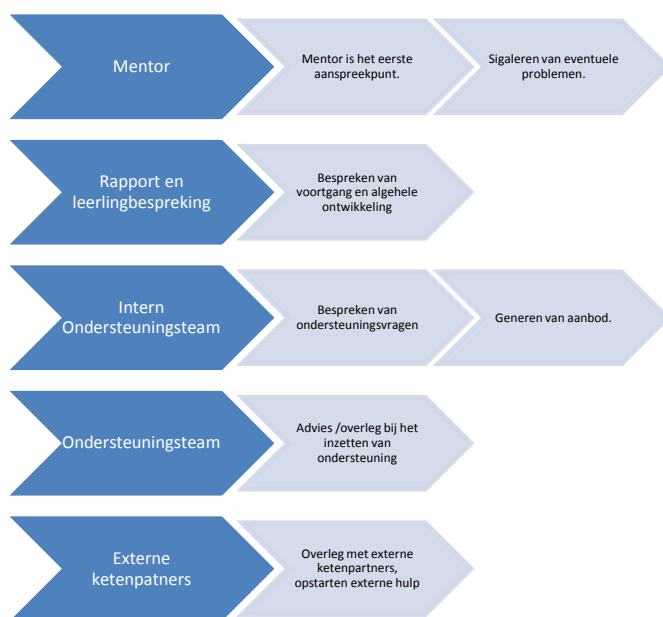 Mentor
Mentor is het eerste
aanspreekpunt.
Sigaleren van eventuele
problemen.
Rapport en
leerlingbespreking
Bespreken van
voortgang en algehele
ontwikkeling
Intern
Ondersteuningsteam
Bespreken van
ondersteuningsvragen
Generen van aanbod.
Ondersteuningsteam
Advies /overleg bij het
inzetten van
ondersteuning
Externe
ketenpatners
Overleg met externe
ketenpartners,
opstarten externe hulp